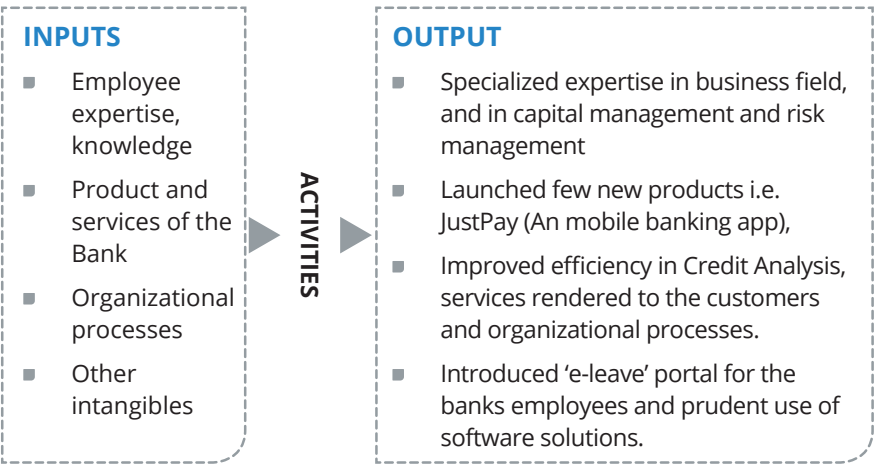 INPUTS
Employee
expertise,
knowledge
Product and
services of the
Bank
Organizational
processes
Other
intangibles
ACTIVITIES
OUTPUT
Specialized expertise in business field,
and in capital management and risk
management
Launched few new products i.e.
JustPay (An mobile banking app),
Improved efficiency in Credit Analysis,
services rendered to the customers
and organizational processes.
Introduced ‘e-leave’ portal for the
banks employees and prudent use of
software solutions.